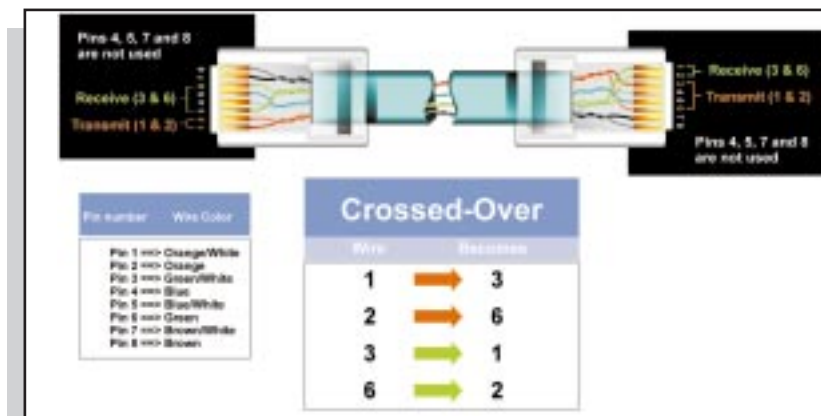 Pins 4, 5, 7 and 8
are not used
Receive (3 & 6)
Transmit (1 & 2)
Receive (3 & 6)
Transmit (1 & 2)
Pins 4, 5, 7 and 8
are not used
Pin number Wire Color
Pin 1 ==> Orange/White
Pin 2 ==> Orange
Pin 3 ==> Green/White
Pin 4 ==> Blue
Pin 5 ==> Blue/White
Pin 6 ==> Green
Pin 7 ==> Brown/White
Pin 8 ==> Brown
Crossed-Over
Wire Becomes
1 3
2 6
3 1
6 2